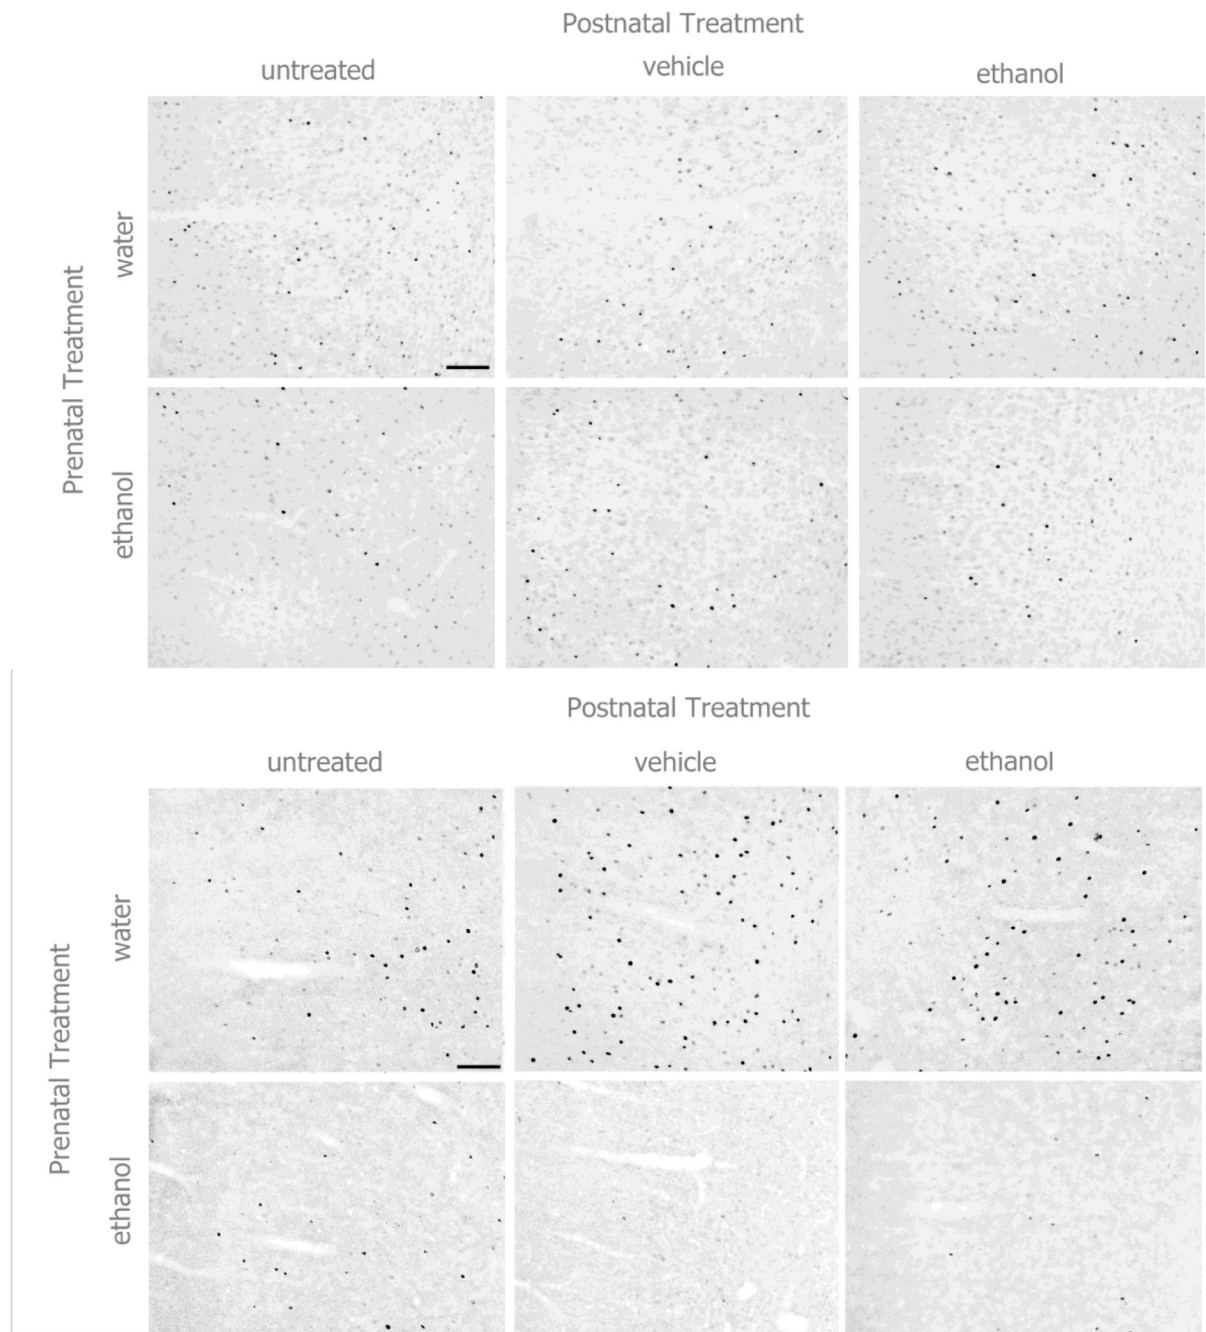 Postnatal Treatment
untreated vehicle ethanol
Prenatal Treatment
water
ethanol
Postnatal Treatment
untreated vehicle ethanol
Prenatal Treatment
water
ethanol